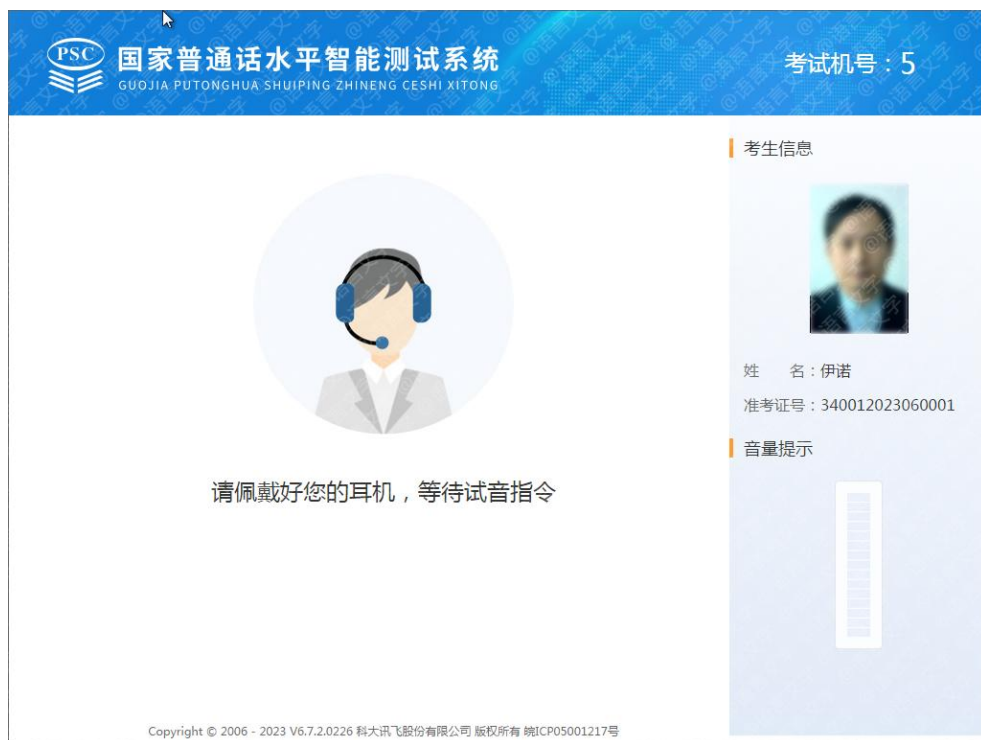 PSC
国家普通话水平智能测试系统
GUOJIA PUTONGHUA SHUIPING ZHINENG CESHI XITONG
考试机号：5
考生信息
姓　　名：伊诺
准考证号：340012023060001
音量提示
请佩戴好您的耳机，等待试音指令
Copyright © 2006 - 2023 V6.7.2.0226 科大讯飞股份有限公司 版权所有 皖ICP05001217号
@语言文字